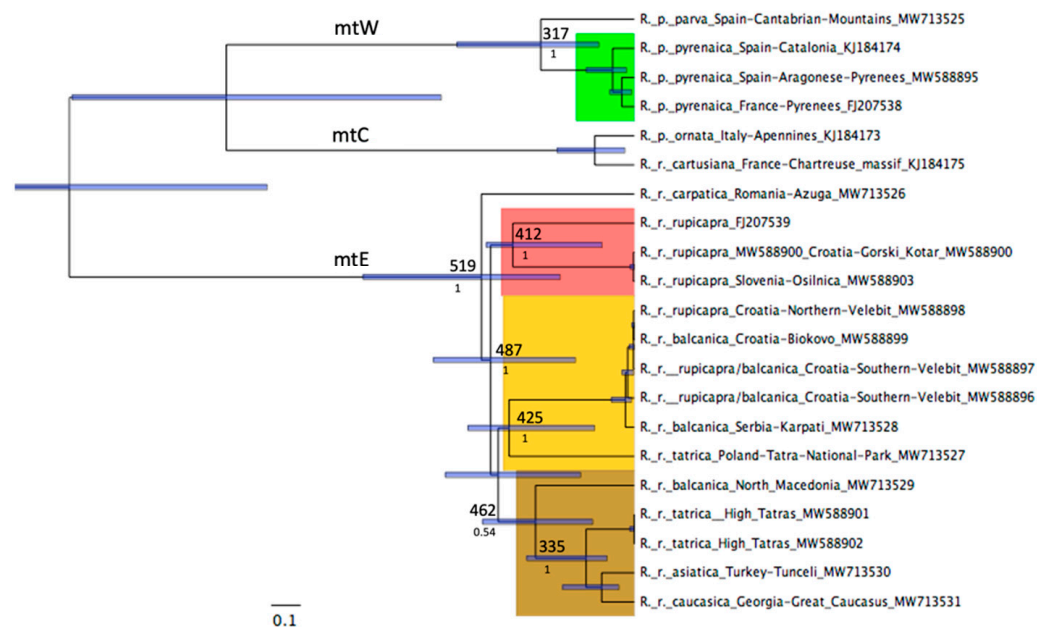 mtW
317
1
R._p._parva_Spain-Cantabrian-Mountains_MW713525
R._p._pyrenaica_Spain-Catalonia_KJ184174
R._p._pyrenaica_Spain-Aragonese-Pyrenees_MW588895
R._p._pyrenaica_France-Pyrenees_FJ207538
mtC
R._p._ornata_Italy-Apennines_KJ184173
R._r._cartusiana_France-Chartreuse_massif_KJ184175
R._r._carpatica_Romania-Azuga_MW713526
R._r._rupicapra_FJ207539
412
1
R._r._rupicapra_MW588900_Croatia-Gorski_Kotar_MW588900
mtE
519
1
R._r._rupicapra_Slovenia-Osilnica_MW588903
R._r._rupicapra_Croatia-Northern-Velebit_MW588898
R._r._balcanica_Croatia-Biokovo_MW588899
487
1
R._r.__rupicapra/balcanica_Croatia-Southern-Velebit_MW588897
R._r.__rupicapra/balcanica_Croatia-Southern-Velebit_MW588896
425
1
R._r._balcanica_Serbia-Karpati_MW713528
R._r._tatrica_Poland-Tatra-National-Park_MW713527
R._r._balcanica_North_Macedonia_MW713529
462
0.54
R._r._tatrica__High_Tatras_MW588901
335
1
R._r._tatrica_High_Tatras_MW588902
R._r._asiatica_Turkey-Tunceli_MW713530
R._r._caucasica_Georgia-Great_Caucasus_MW713531
0.1